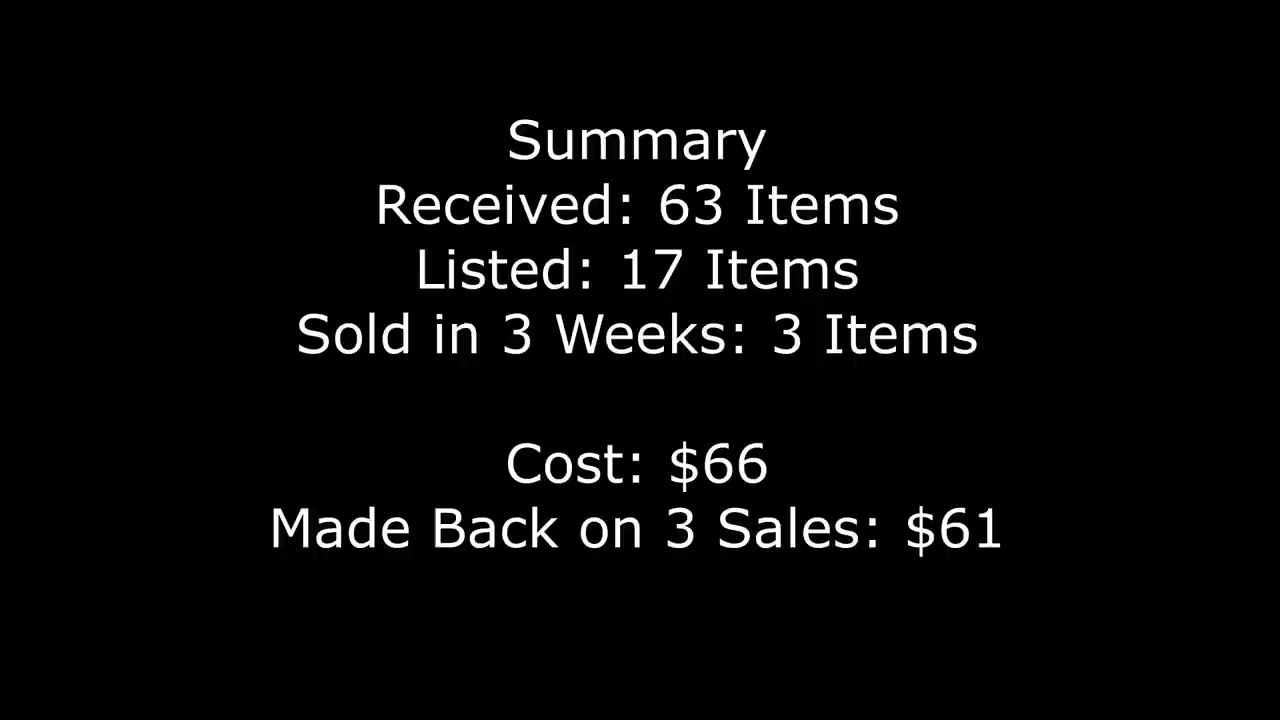 Summary
Received: 63 Items
Listed: 17 Items
Sold in 3 Weeks: 3 Items
Cost: $66
Made Back on 3 Sales: $61